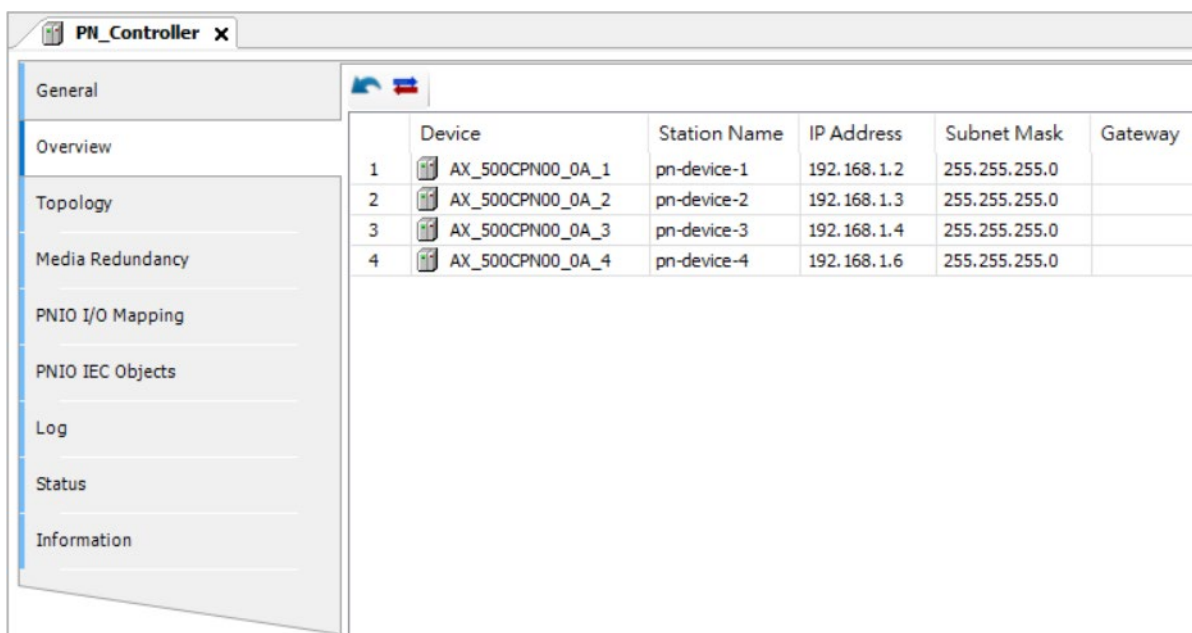 PN_Controller
General
Overview
Topology
Media Redundancy
PNIO I/O Mapping
PNIO IEC Objects
Log
Status
Information
Device Station Name IP Address Subnet Mask Gateway
1 AX_500CPN00_0A_1 pn-device-1 192.168.1.2 255.255.255.0
2 AX_500CPN00_0A_2 pn-device-2 192.168.1.3 255.255.255.0
3 AX_500CPN00_0A_3 pn-device-3 192.168.1.4 255.255.255.0
4 AX_500CPN00_0A_4 pn-device-4 192.168.1.6 255.255.255.0